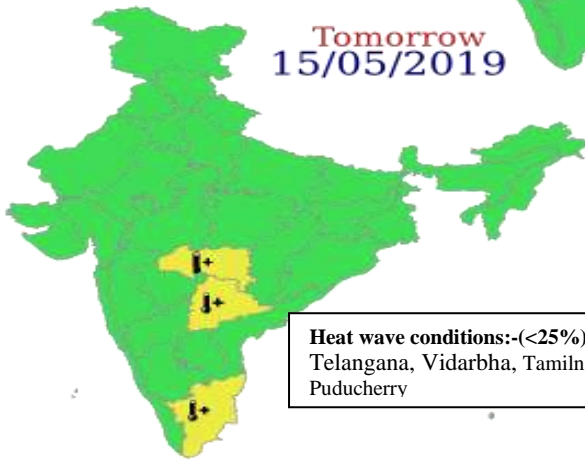 Tomorrow
15/05/2019
Heat wave conditions:-(<25%)
Telangana, Vidarbha, Tamiln
Puducherry